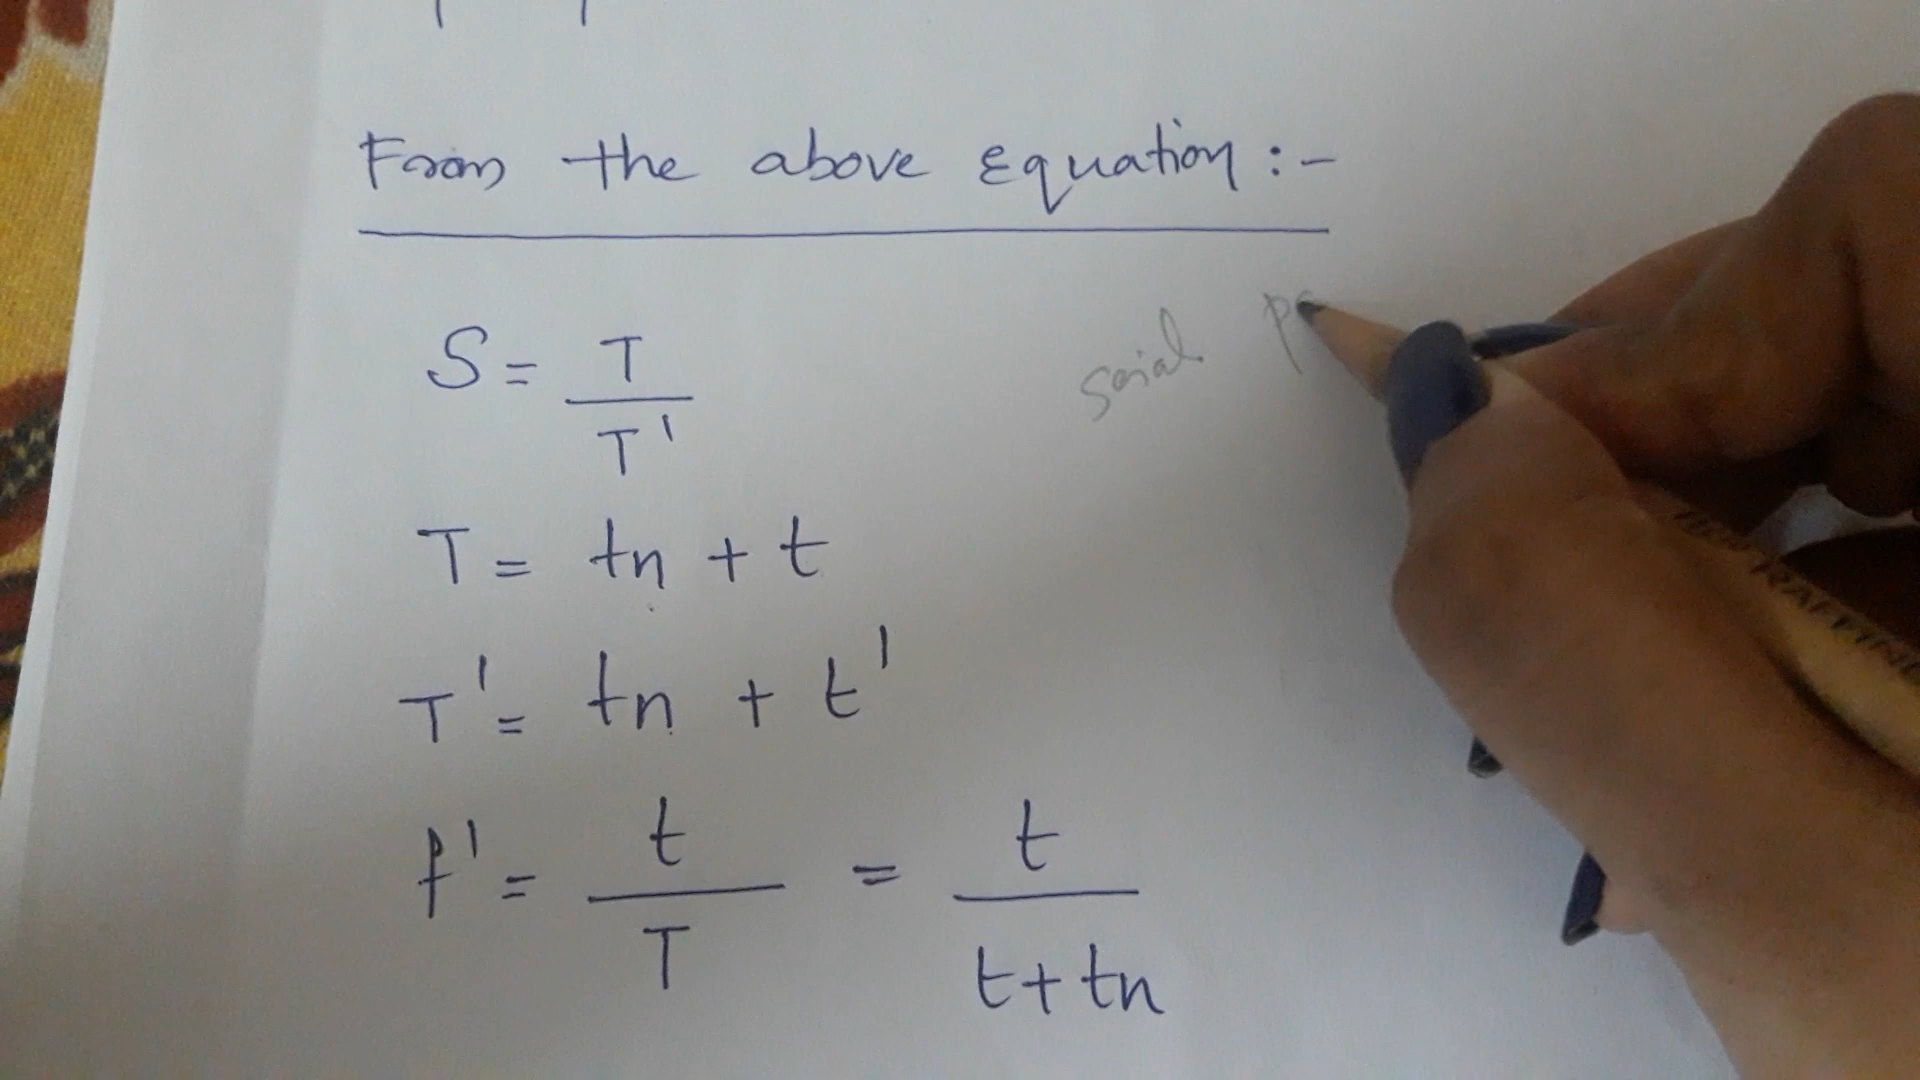 From the above Equation :-
serial
S = T / T'
T = tn + t
T' = tn + t'
f' = t / T = t / t + tn